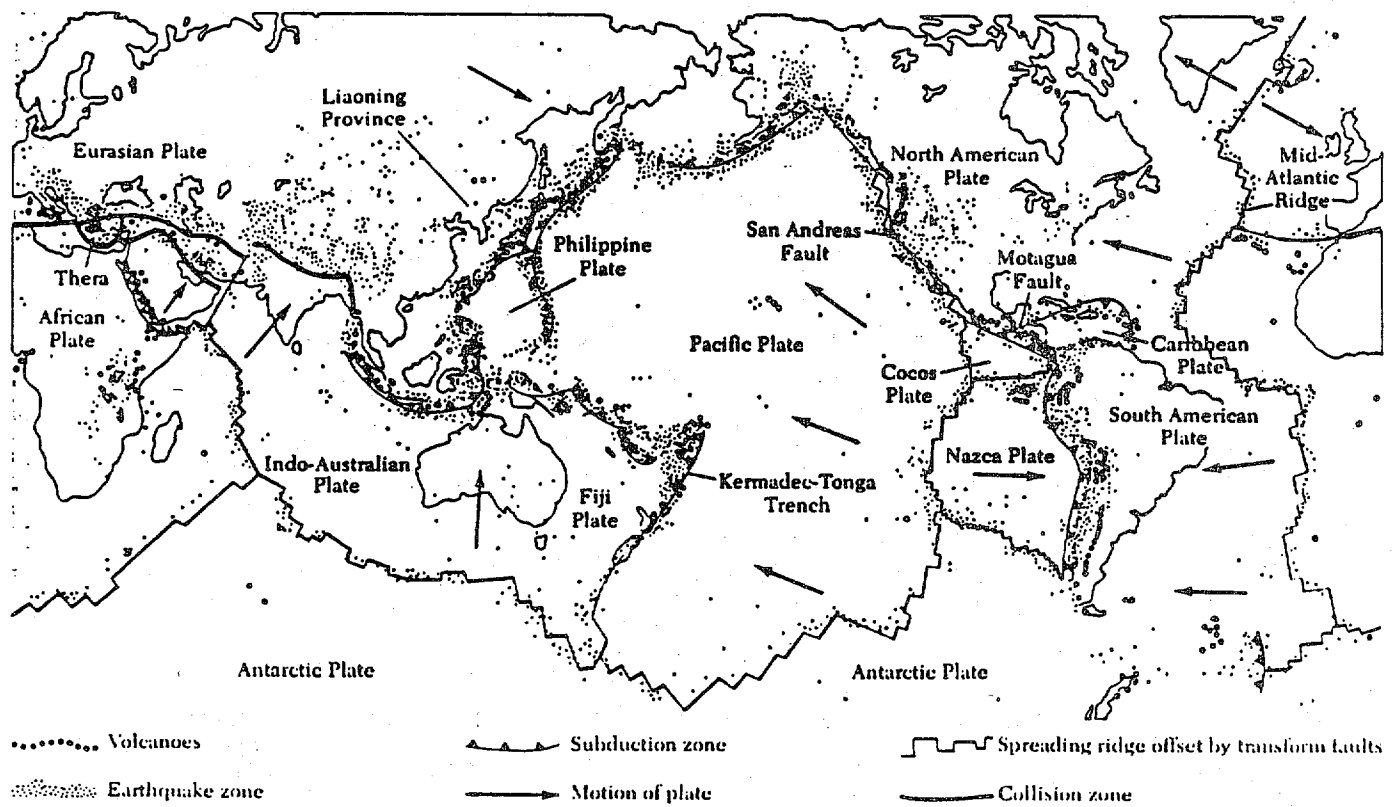 Liaoning
Province
Eurasian Plate
North American
Plate
Mid-
Atlantic
Ridge
San Andreas
Fault
Philippine
Plate
Motagua
Fault
Thera
African
Plate
Pacific Plate
Caribbean
Plate
Cocos
Plate
South American
Plate
Indo-Australian
Plate
Nazca Plate
Fiji
Plate
Kermadec-Tonga
Trench
Antarctic Plate
Antarctic Plate
Volcanoes
Subduction zone
Spreading ridge offset by transform faults
Earthquake zone
Motion of plate
Collision zone